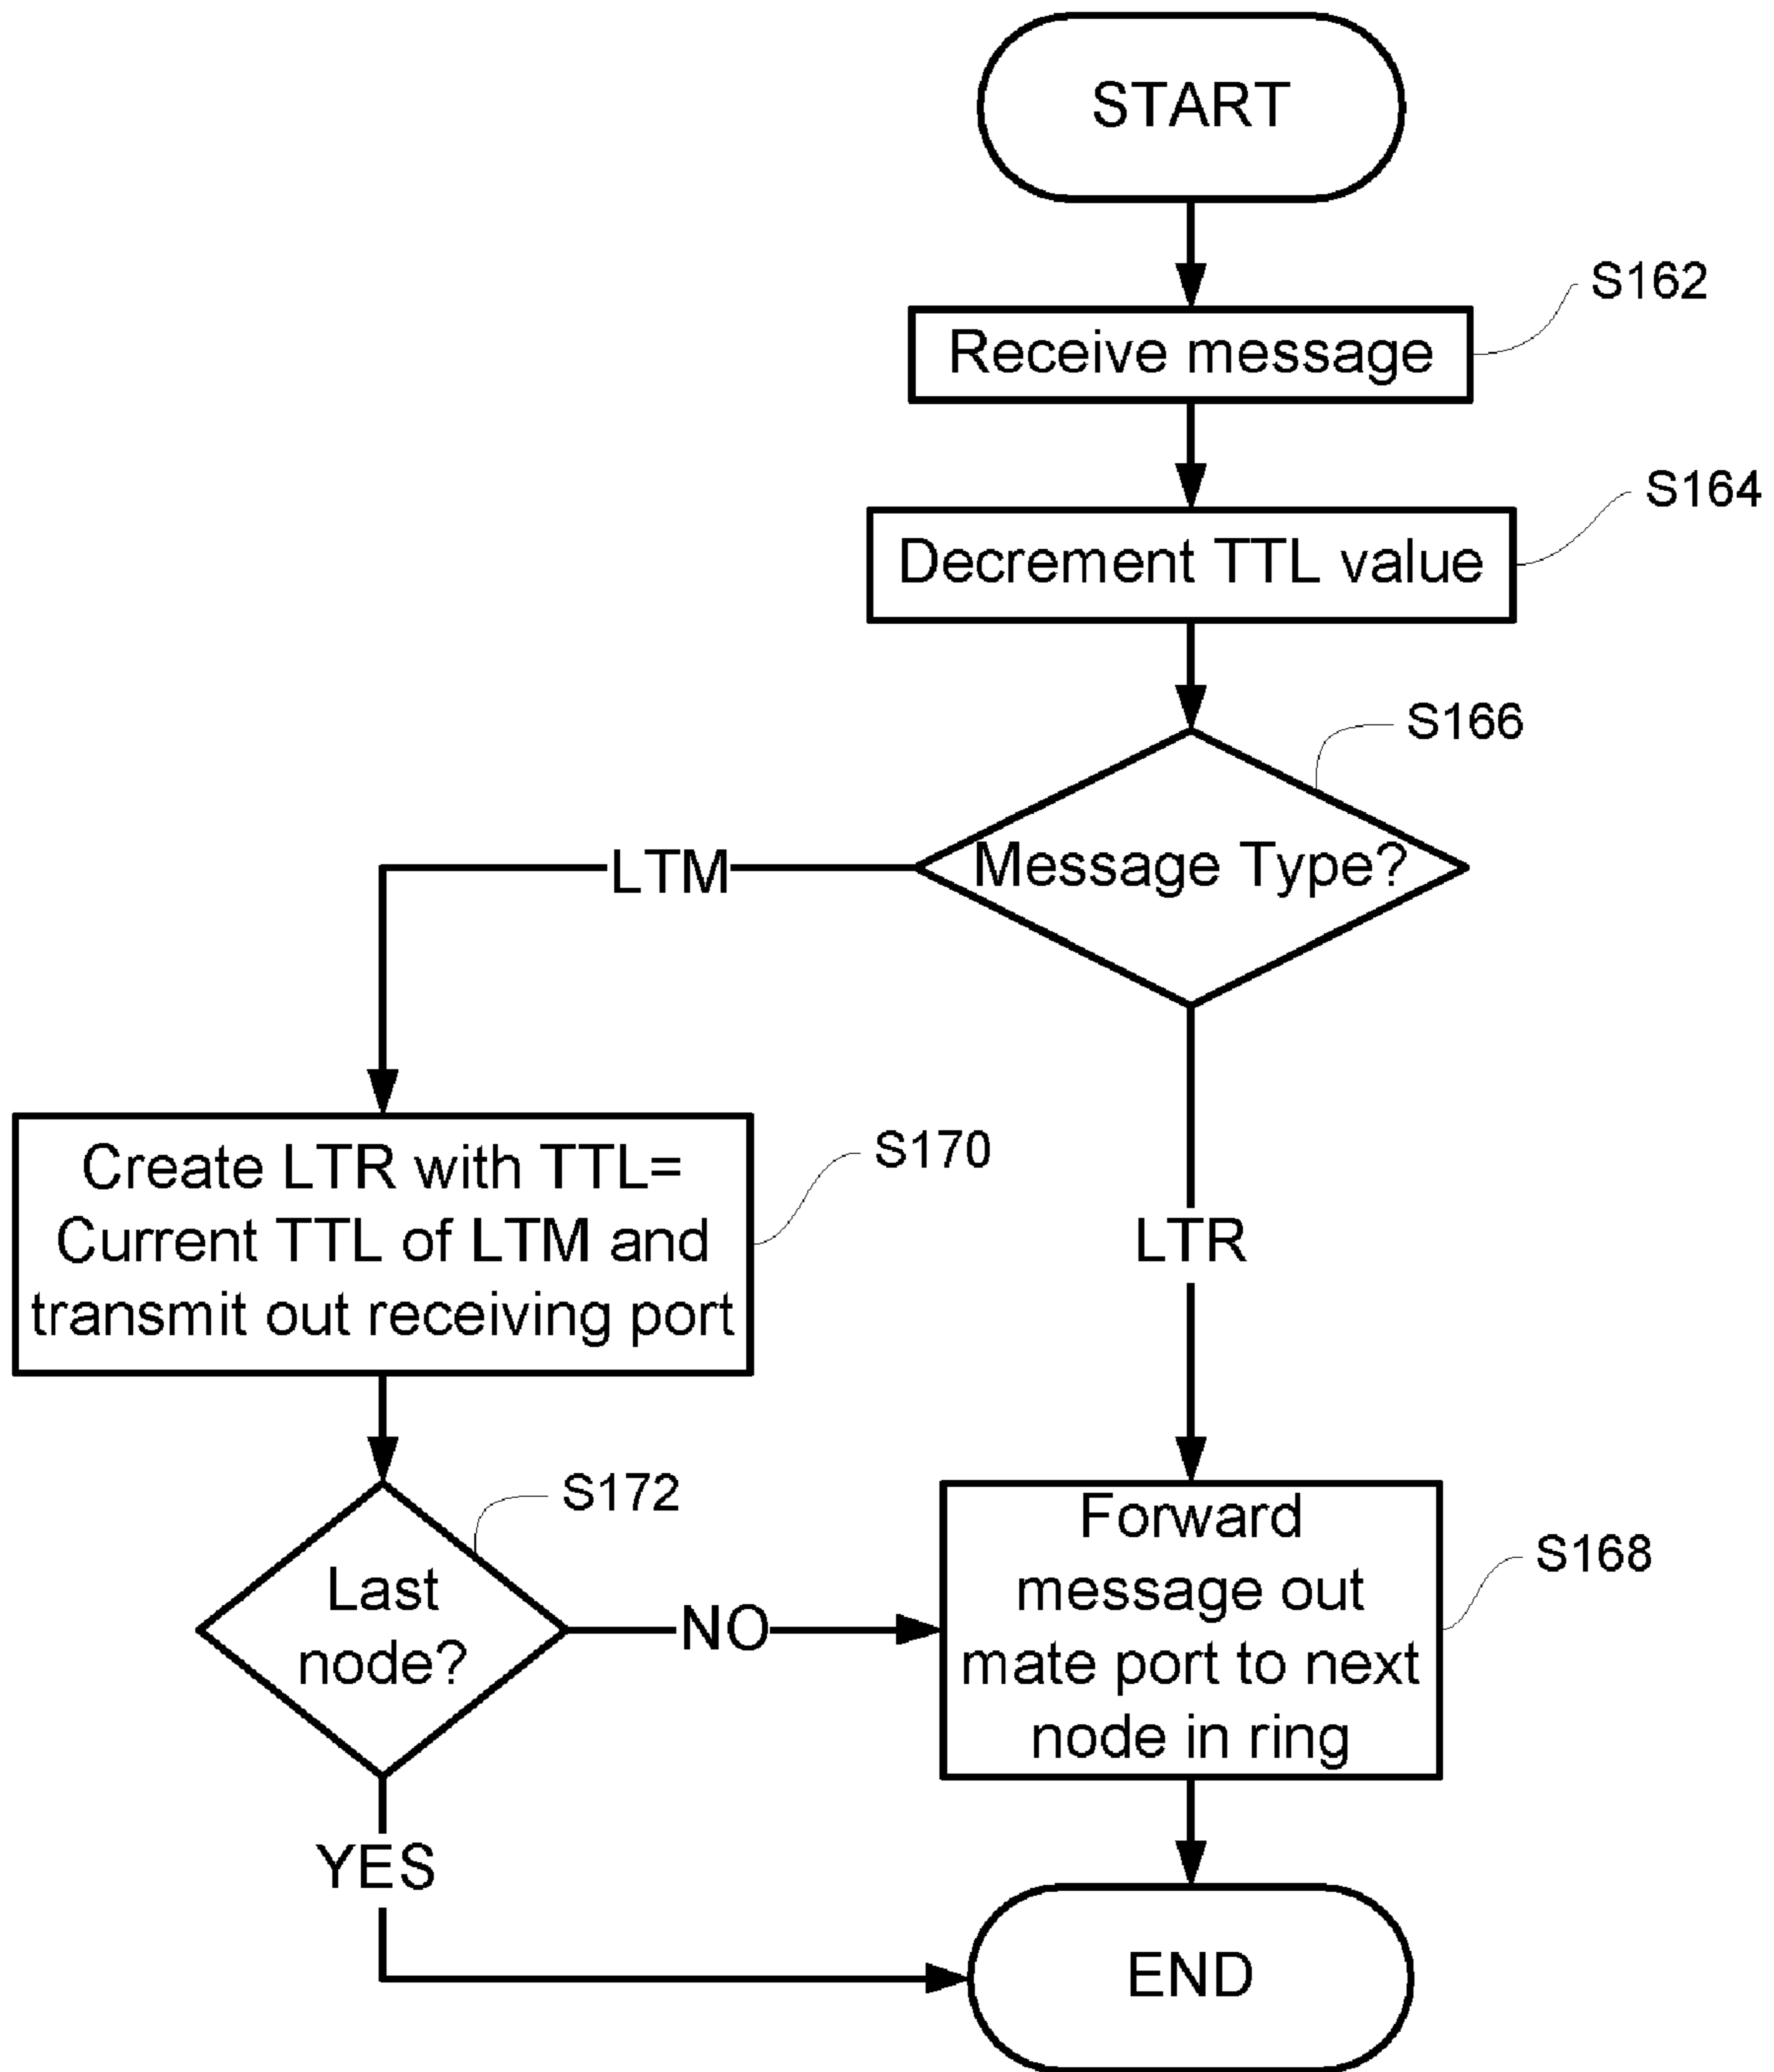 START
S162
Receive message
S164
Decrement TTL value
S166
Message Type?
LTM
S170
Create LTR with TTL=
Current TTL of LTM and
transmit out receiving port
LTR
S172
Last
node?
NO
S168
Forward
message out
mate port to next
node in ring
YES
END